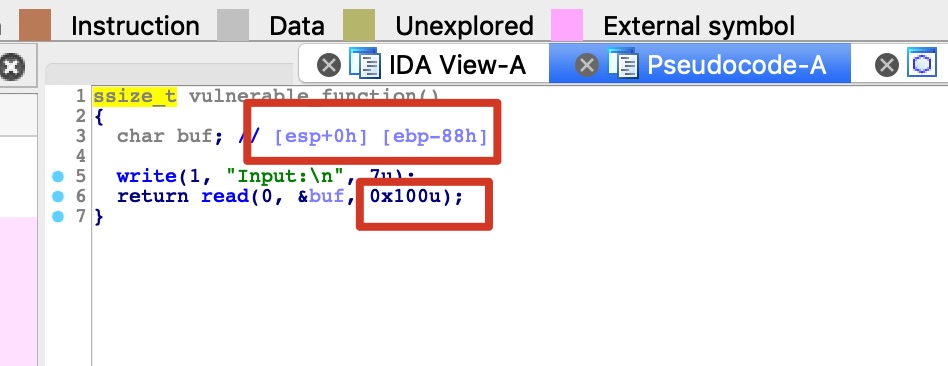 Instruction Data Unexplored External symbol
IDA View-A Pseudocode-A
1 ssize_t vulnerable_function()
2 {
3 char buf; // [esp+0h] [ebp-88h]
4
5 write(1, "Input:\n", 7u);
6 return read(0, &buf, 0x100u);
7 }